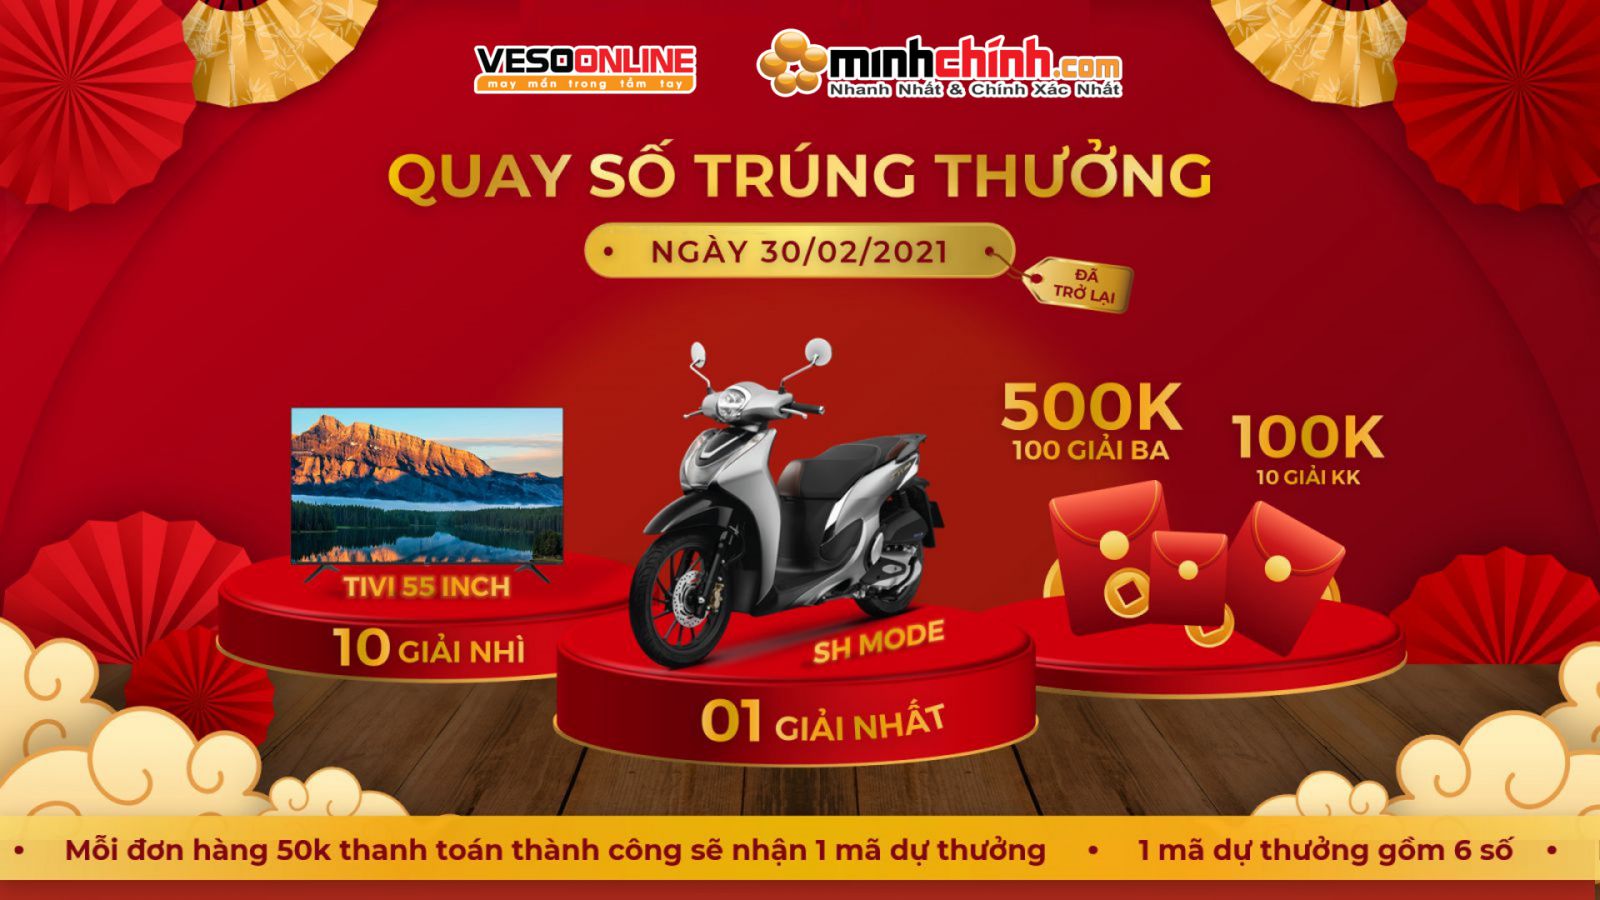 VESOONLINE
may mắn trong tầm tay
minhchính.com
Nhanh Nhất & Chính Xác Nhất
QUAY SỐ TRÚNG THƯỞNG
NGÀY 30/02/2021
ĐÃ
TRỞ LẠI
TIVI 55 INCH
10 GIẢI NHÌ
SH MODE
01 GIẢI NHẤT
500K
100 GIẢI BA
100K
10 GIẢI KK
• Mỗi đơn hàng 50k thanh toán thành công sẽ nhận 1 mã dự thưởng • 1 mã dự thưởng gồm 6 số •